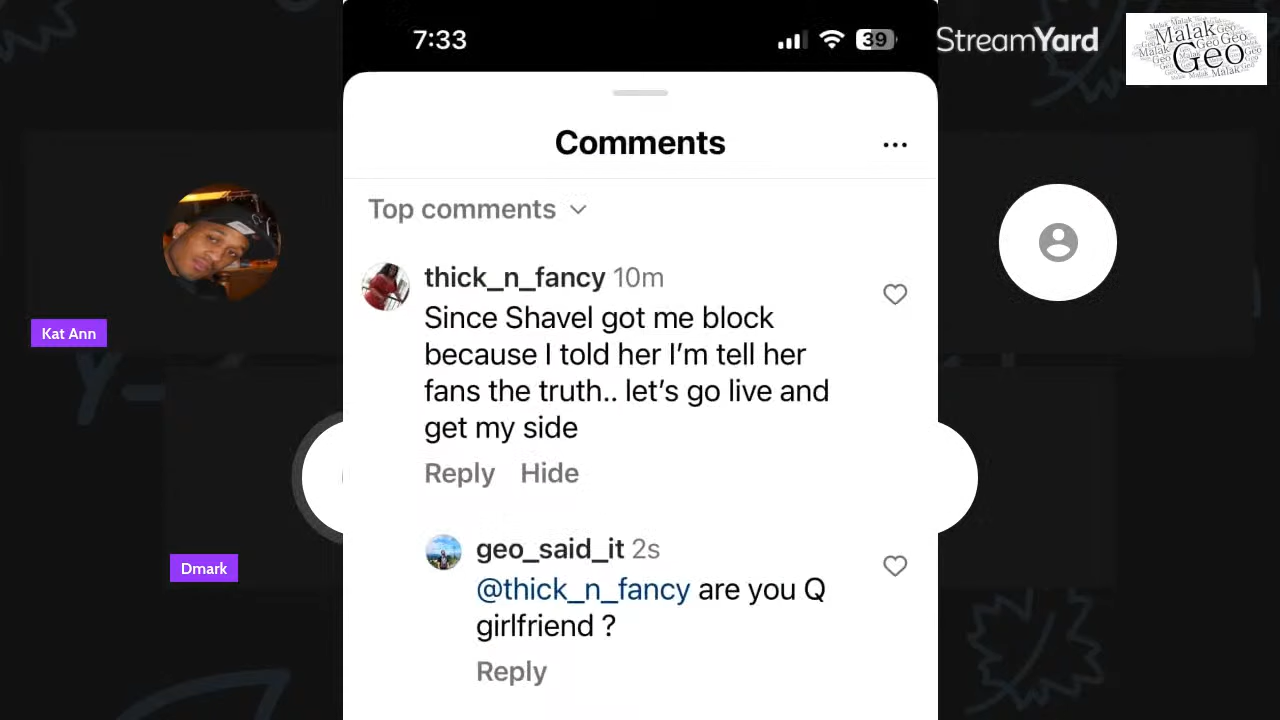 7:33
39
StreamYard
Malak
Geo
Comments
Top comments
thick_n_fancy 10m
Since Shavel got me block
because I told her I’m tell her
fans the truth.. let’s go live and
get my side
Reply Hide
geo_said_it 2s
@thick_n_fancy are you Q
girlfriend ?
Reply
Kat Ann
Dmark